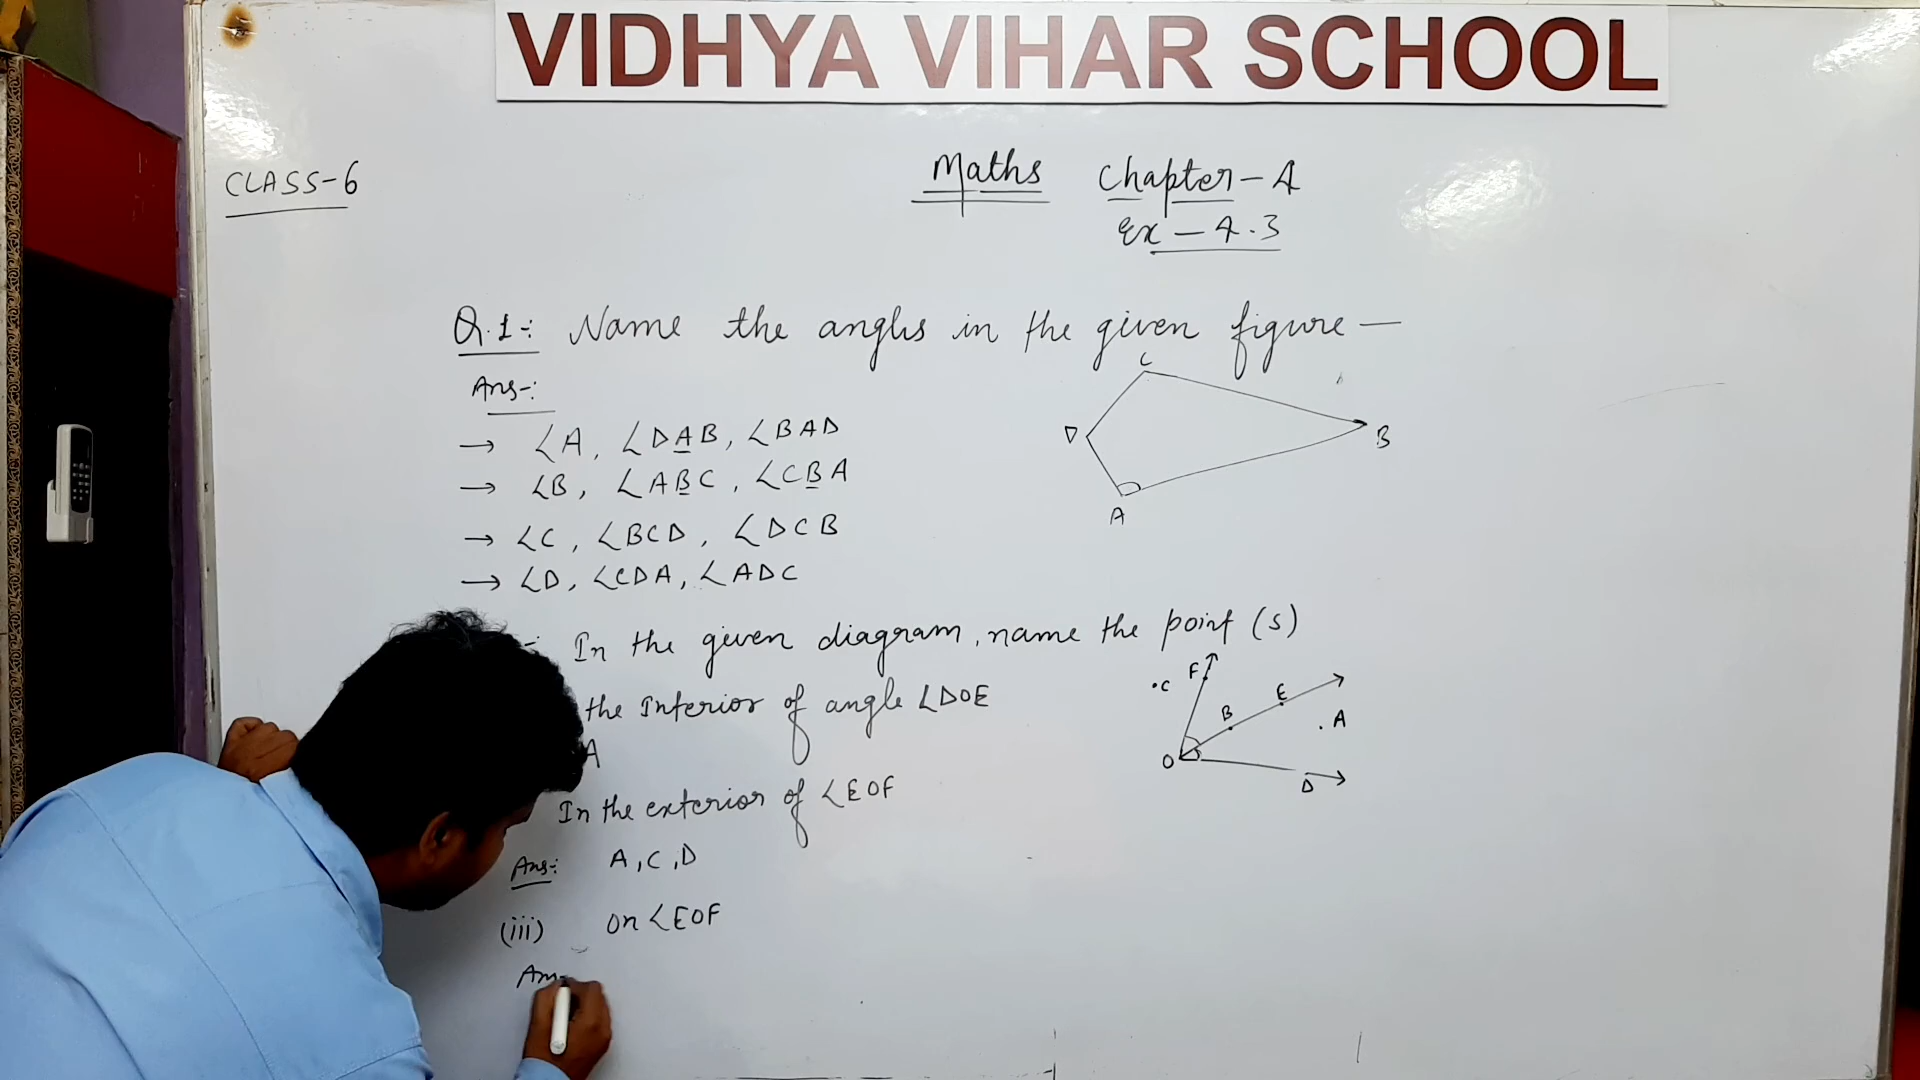 VIDHYA VIHAR SCHOOL
CLASS-6
Maths Chapter-4
Ex-4.3
Q.1:- Name the angles in the given figure-
Ans-:
→ ∠A, ∠DAB, ∠BAD
→ ∠B, ∠ABC, ∠CBA
→ ∠C, ∠BCD, ∠DCB
→ ∠D, ∠CDA, ∠ADC
C
D
B
A
In the given diagram, name the point (s)
the Interior of angle ∠DOE
A
In the exterior of ∠EOF
Ans-: A, C, D
(iii) on ∠EOF
Ans-
C F
E
B
A
O
D